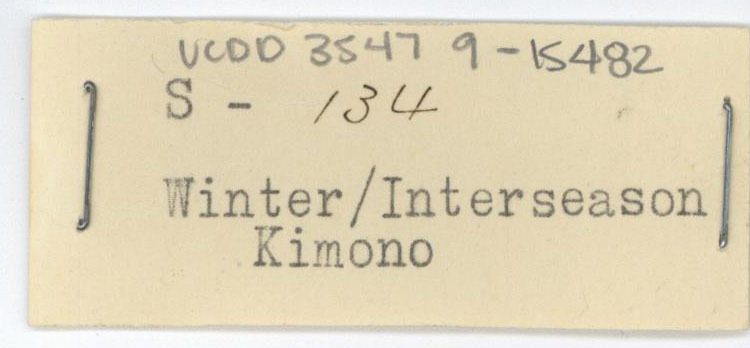 UCDD 3547 9-15482
S - 134
Winter/Interseason
Kimono